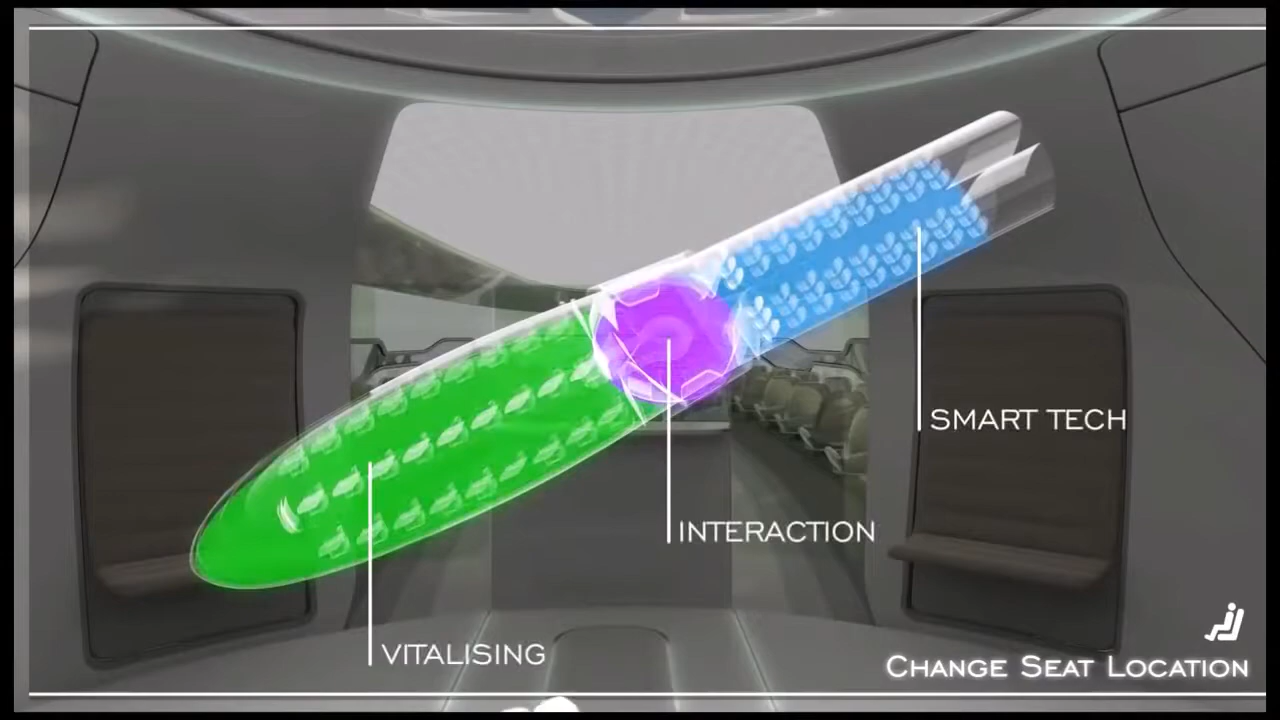 SMART TECH
INTERACTION
VITALISING
CHANGE SEAT LOCATION